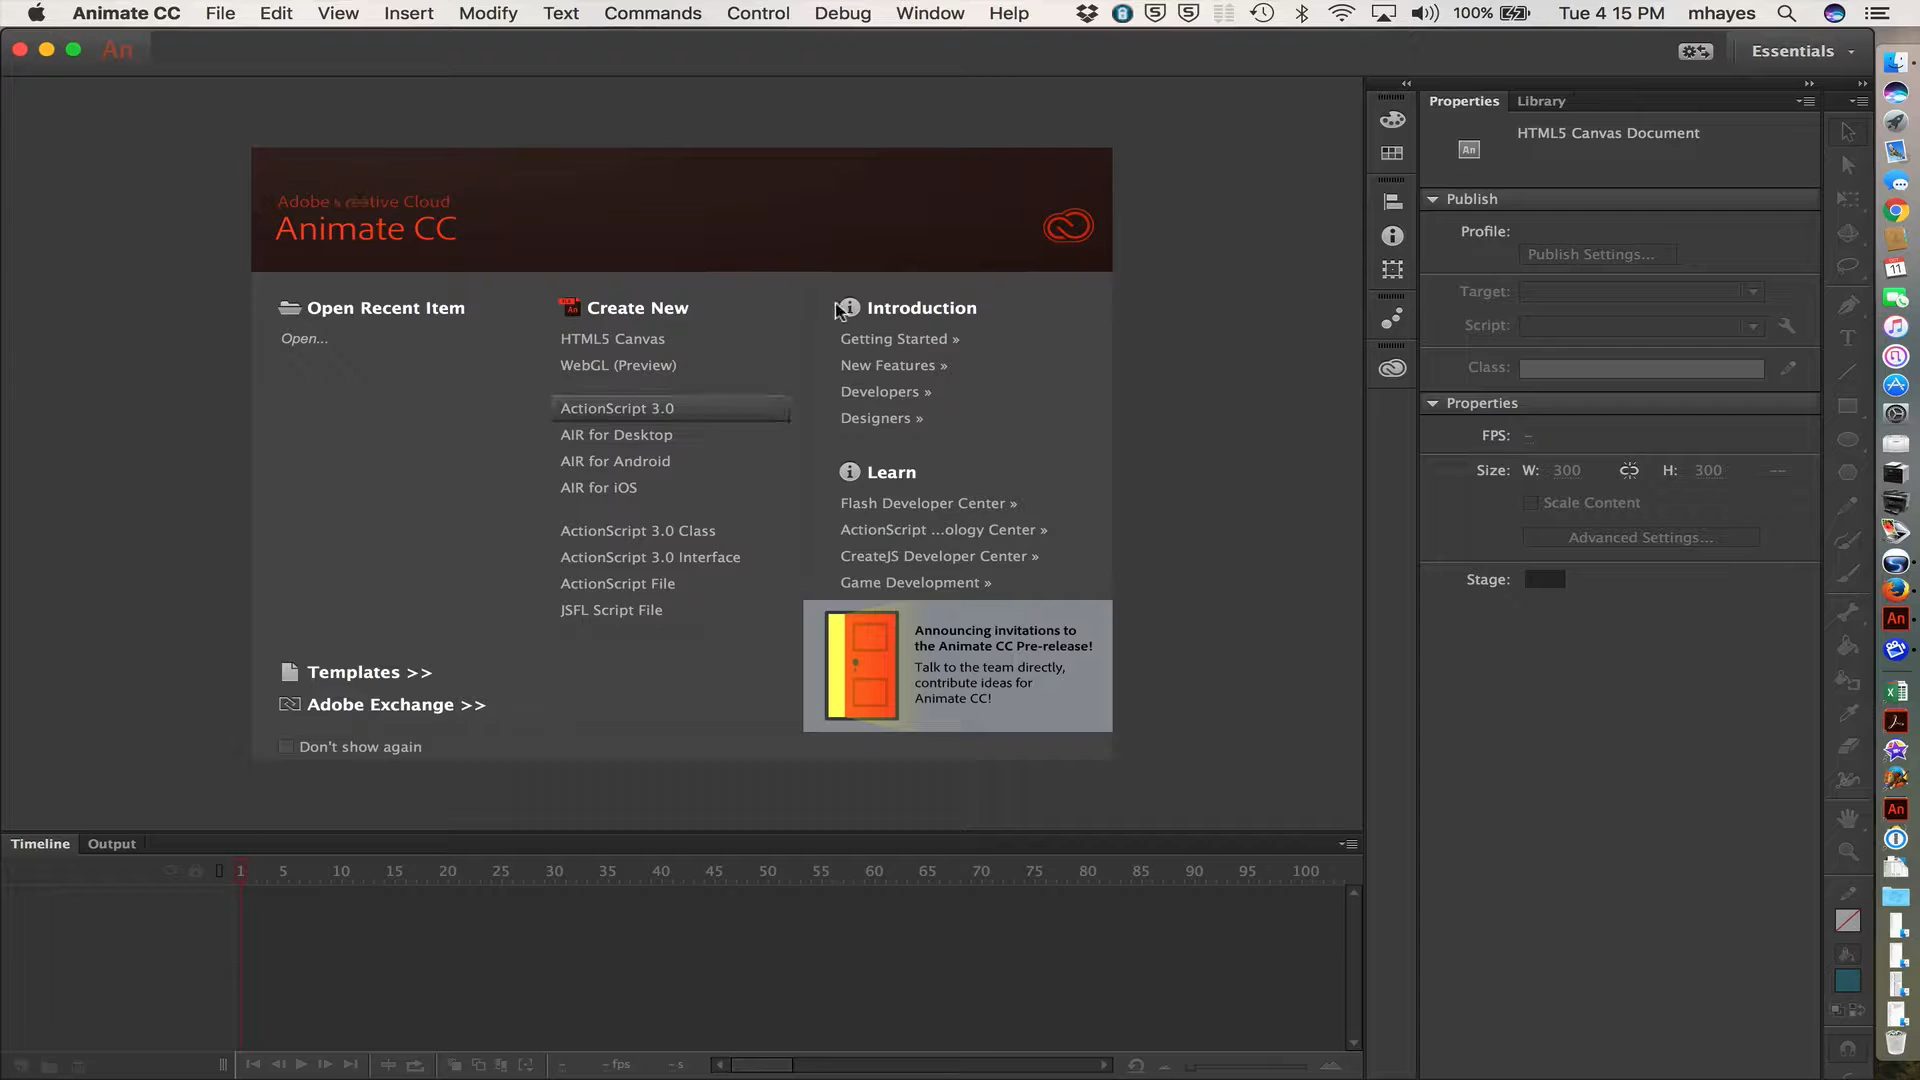 Animate CC File Edit View Insert Modify Text Commands Control Debug Window Help 100% Tue 4 15 PM mhayes
An Essentials
Properties Library
HTML5 Canvas Document
An
Publish
Profile:
Publish Settings...
Target:
Script:
Class:
Properties
FPS: --
Size: W: 300 H: 300 --
Scale Content
Advanced Settings...
Stage:
Animate CC
Open Recent Item
Open...
Templates >>
Adobe Exchange >>
Don't show again
Create New
HTML5 Canvas
WebGL (Preview)
ActionScript 3.0
AIR for Desktop
AIR for Android
AIR for iOS
ActionScript 3.0 Class
ActionScript 3.0 Interface
ActionScript File
JSFL Script File
Introduction
Getting Started »
New Features »
Developers »
Designers »
Learn
Flash Developer Center »
ActionScript ...ology Center »
CreateJS Developer Center »
Game Development »
Announcing invitations to
the Animate CC Pre-release!
Talk to the team directly,
contribute ideas for
Animate CC!
Timeline Output
1 5 10 15 20 25 30 35 40 45 50 55 60 65 70 75 80 85 90 95 100
-- -- fps -- s